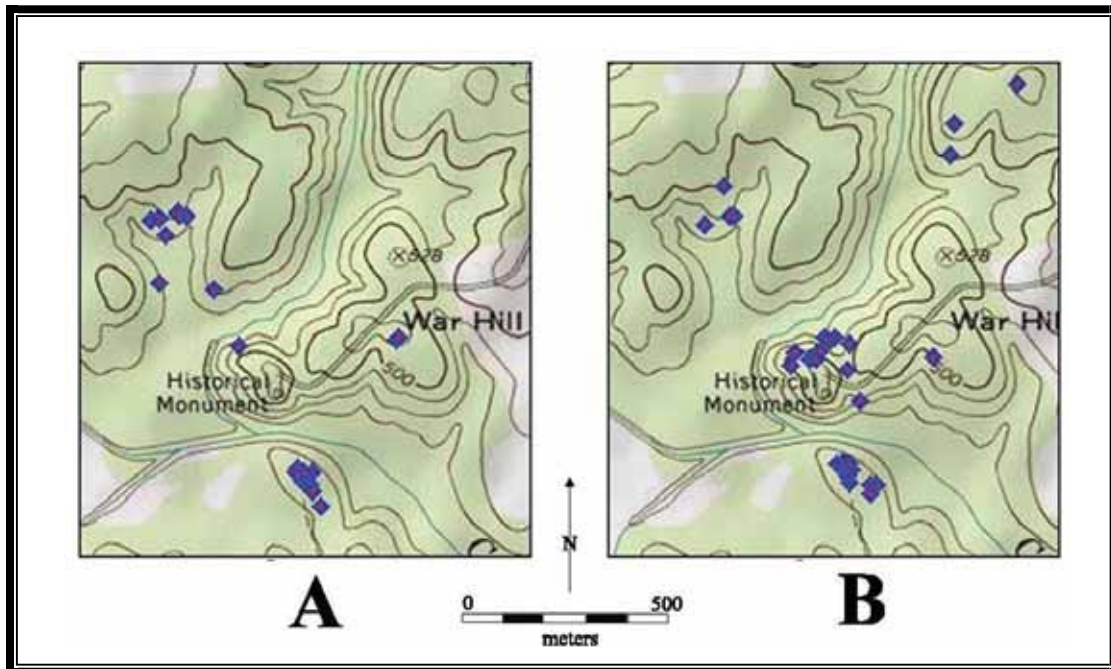 528
War Hill
500
Historical
Monument
A
528
War Hil
500
Historical
Monument
B
N
0 500
meters